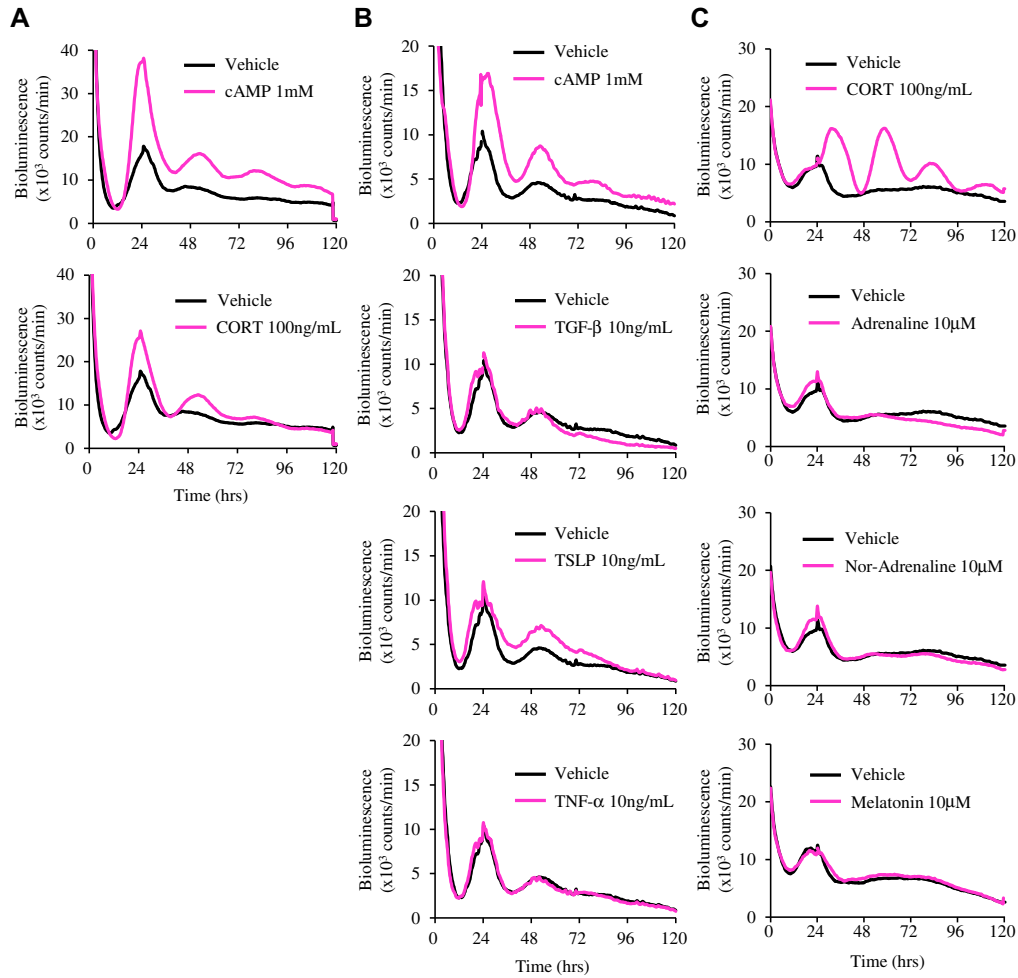 A
Bioluminescence
(x10³ counts/min)
40
30
20
10
0
Vehicle
cAMP 1mM
0 24 48 72 96 120
Bioluminescence
(x10³ counts/min)
40
30
20
10
0
Vehicle
CORT 100ng/mL
0 24 48 72 96 120
Time (hrs)
B
Bioluminescence
(x10³ counts/min)
20
15
10
5
0
Vehicle
cAMP 1mM
0 24 48 72 96 120
Bioluminescence
(x10³ counts/min)
20
15
10
5
0
Vehicle
TGF-β 10ng/mL
0 24 48 72 96 120
Bioluminescence
(x10³ counts/min)
20
15
10
5
0
Vehicle
TSLP 10ng/mL
0 24 48 72 96 120
Bioluminescence
(x10³ counts/min)
20
15
10
5
0
Vehicle
TNF-α 10ng/mL
0 24 48 72 96 120
Time (hrs)
C
Bioluminescence
(x10³ counts/min)
30
20
10
0
Vehicle
CORT 100ng/mL
0 24 48 72 96 120
Bioluminescence
(x10³ counts/min)
30
20
10
0
Vehicle
Adrenaline 10µM
0 24 48 72 96 120
Bioluminescence
(x10³ counts/min)
30
20
10
0
Vehicle
Nor-Adrenaline 10µM
0 24 48 72 96 120
Bioluminescence
(x10³ counts/min)
30
20
10
0
Vehicle
Melatonin 10µM
0 24 48 72 96 120
Time (hrs)